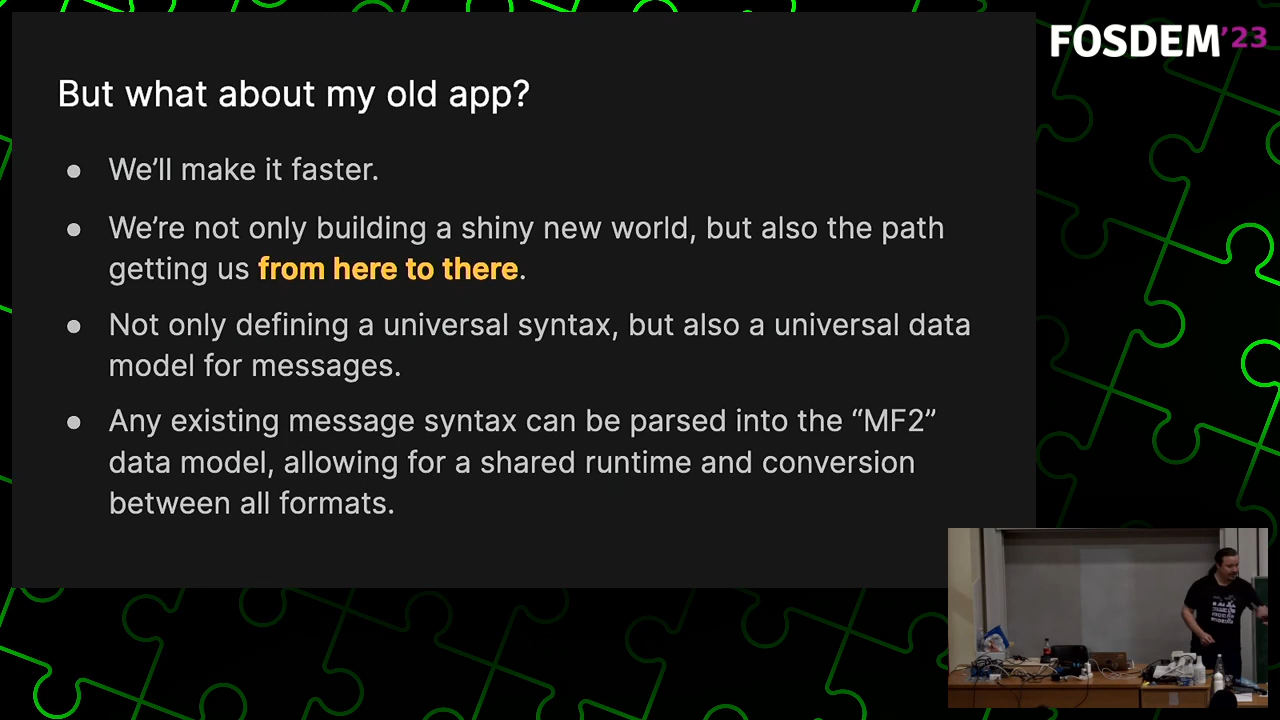 FOSDEM'23
But what about my old app?
● We’ll make it faster.
● We’re not only building a shiny new world, but also the path
getting us from here to there.
● Not only defining a universal syntax, but also a universal data
model for messages.
● Any existing message syntax can be parsed into the “MF2”
data model, allowing for a shared runtime and conversion
between all formats.